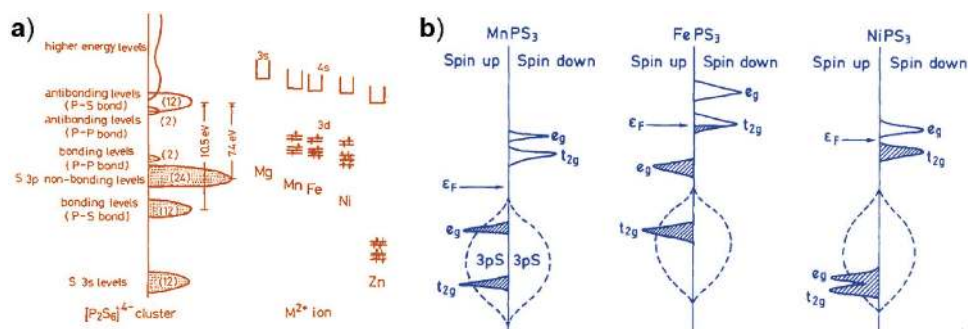 a)
higher energy levels
antibonding levels
(P-S bond)
(12)
antibonding levels
(P-P bond)
(2)
bonding levels
(P-P bond)
(2)
S 3p non-bonding levels
(24)
bonding levels
(P-S bond)
(12)
S 3s levels
(12)
10.5 eV
7.4 eV
[P₂S₆]⁴⁻ cluster
3s
4s
3d
Mg
Mn
Fe
Ni
Zn
M²⁺ ion
b)
MnPS₃
Spin up
Spin down
eg
t2g
εF
eg
3pS
3pS
t2g
FePS₃
Spin up
Spin down
eg
εF
t2g
eg
t2g
NiPS₃
Spin up
Spin down
εF
eg
t2g
eg
t2g